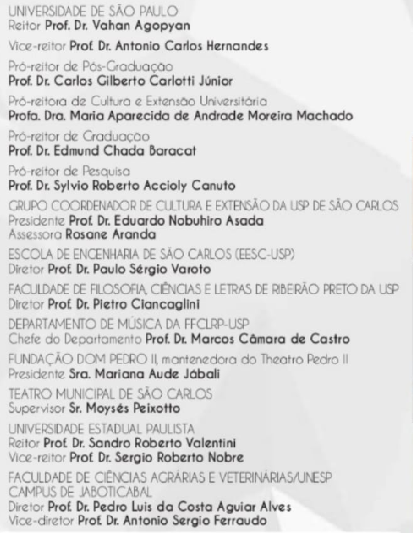 UNIVERSIDADE DE SÃO PAULO
Reitor Prof. Dr. Vahan Agopyan
Vice-reitor Prof. Dr. Antonio Carlos Hernandes
Pró-reitor de Pós-Graduação
Prof. Dr. Carlos Gilberto Carlotti Júnior
Pró-reitora de Cultura e Extensão Universitária
Profa. Dra. Maria Aparecida de Andrade Moreira Machado
Pró-reitor de Graduação
Prof. Dr. Edmund Chada Baracat
Pró-reitor de Pesquisa
Prof. Dr. Sylvio Roberto Accioly Canuto
GRUPO COORDENADOR DE CULTURA E EXTENSÃO DA USP DE SÃO CARLOS
Presidente Prof. Dr. Eduardo Nobuhiro Asada
Assessora Rosane Aranda
ESCOLA DE ENGENHARIA DE SÃO CARLOS (EESC-USP)
Diretor Prof. Dr. Paulo Sérgio Varoto
FACULDADE DE FILOSOFIA, CIÊNCIAS E LETRAS DE RIBEIRÃO PRETO DA USP
Diretor Prof. Dr. Pietro Ciancaglini
DEPARTAMENTO DE MÚSICA DA FFCLRP-USP
Chefe do Departamento Prof. Dr. Marcos Câmara de Castro
FUNDAÇÃO DOM PEDRO II, mantenedora do Theatro Pedro II
Presidente Sra. Mariana Aude Jábali
TEATRO MUNICIPAL DE SÃO CARLOS
Supervisor Sr. Moysés Peixotto
UNIVERSIDADE ESTADUAL PAULISTA
Reitor Prof. Dr. Sandro Roberto Valentini
Vice-reitor Prof. Dr. Sergio Roberto Nobre
FACULDADE DE CIÊNCIAS AGRÁRIAS E VETERINÁRIAS/UNESP
CAMPUS DE JABOTICABAL
Diretor Prof. Dr. Pedro Luis da Costa Aguiar Alves
Vice-diretor Prof. Dr. Antonio Sergio Ferraudo